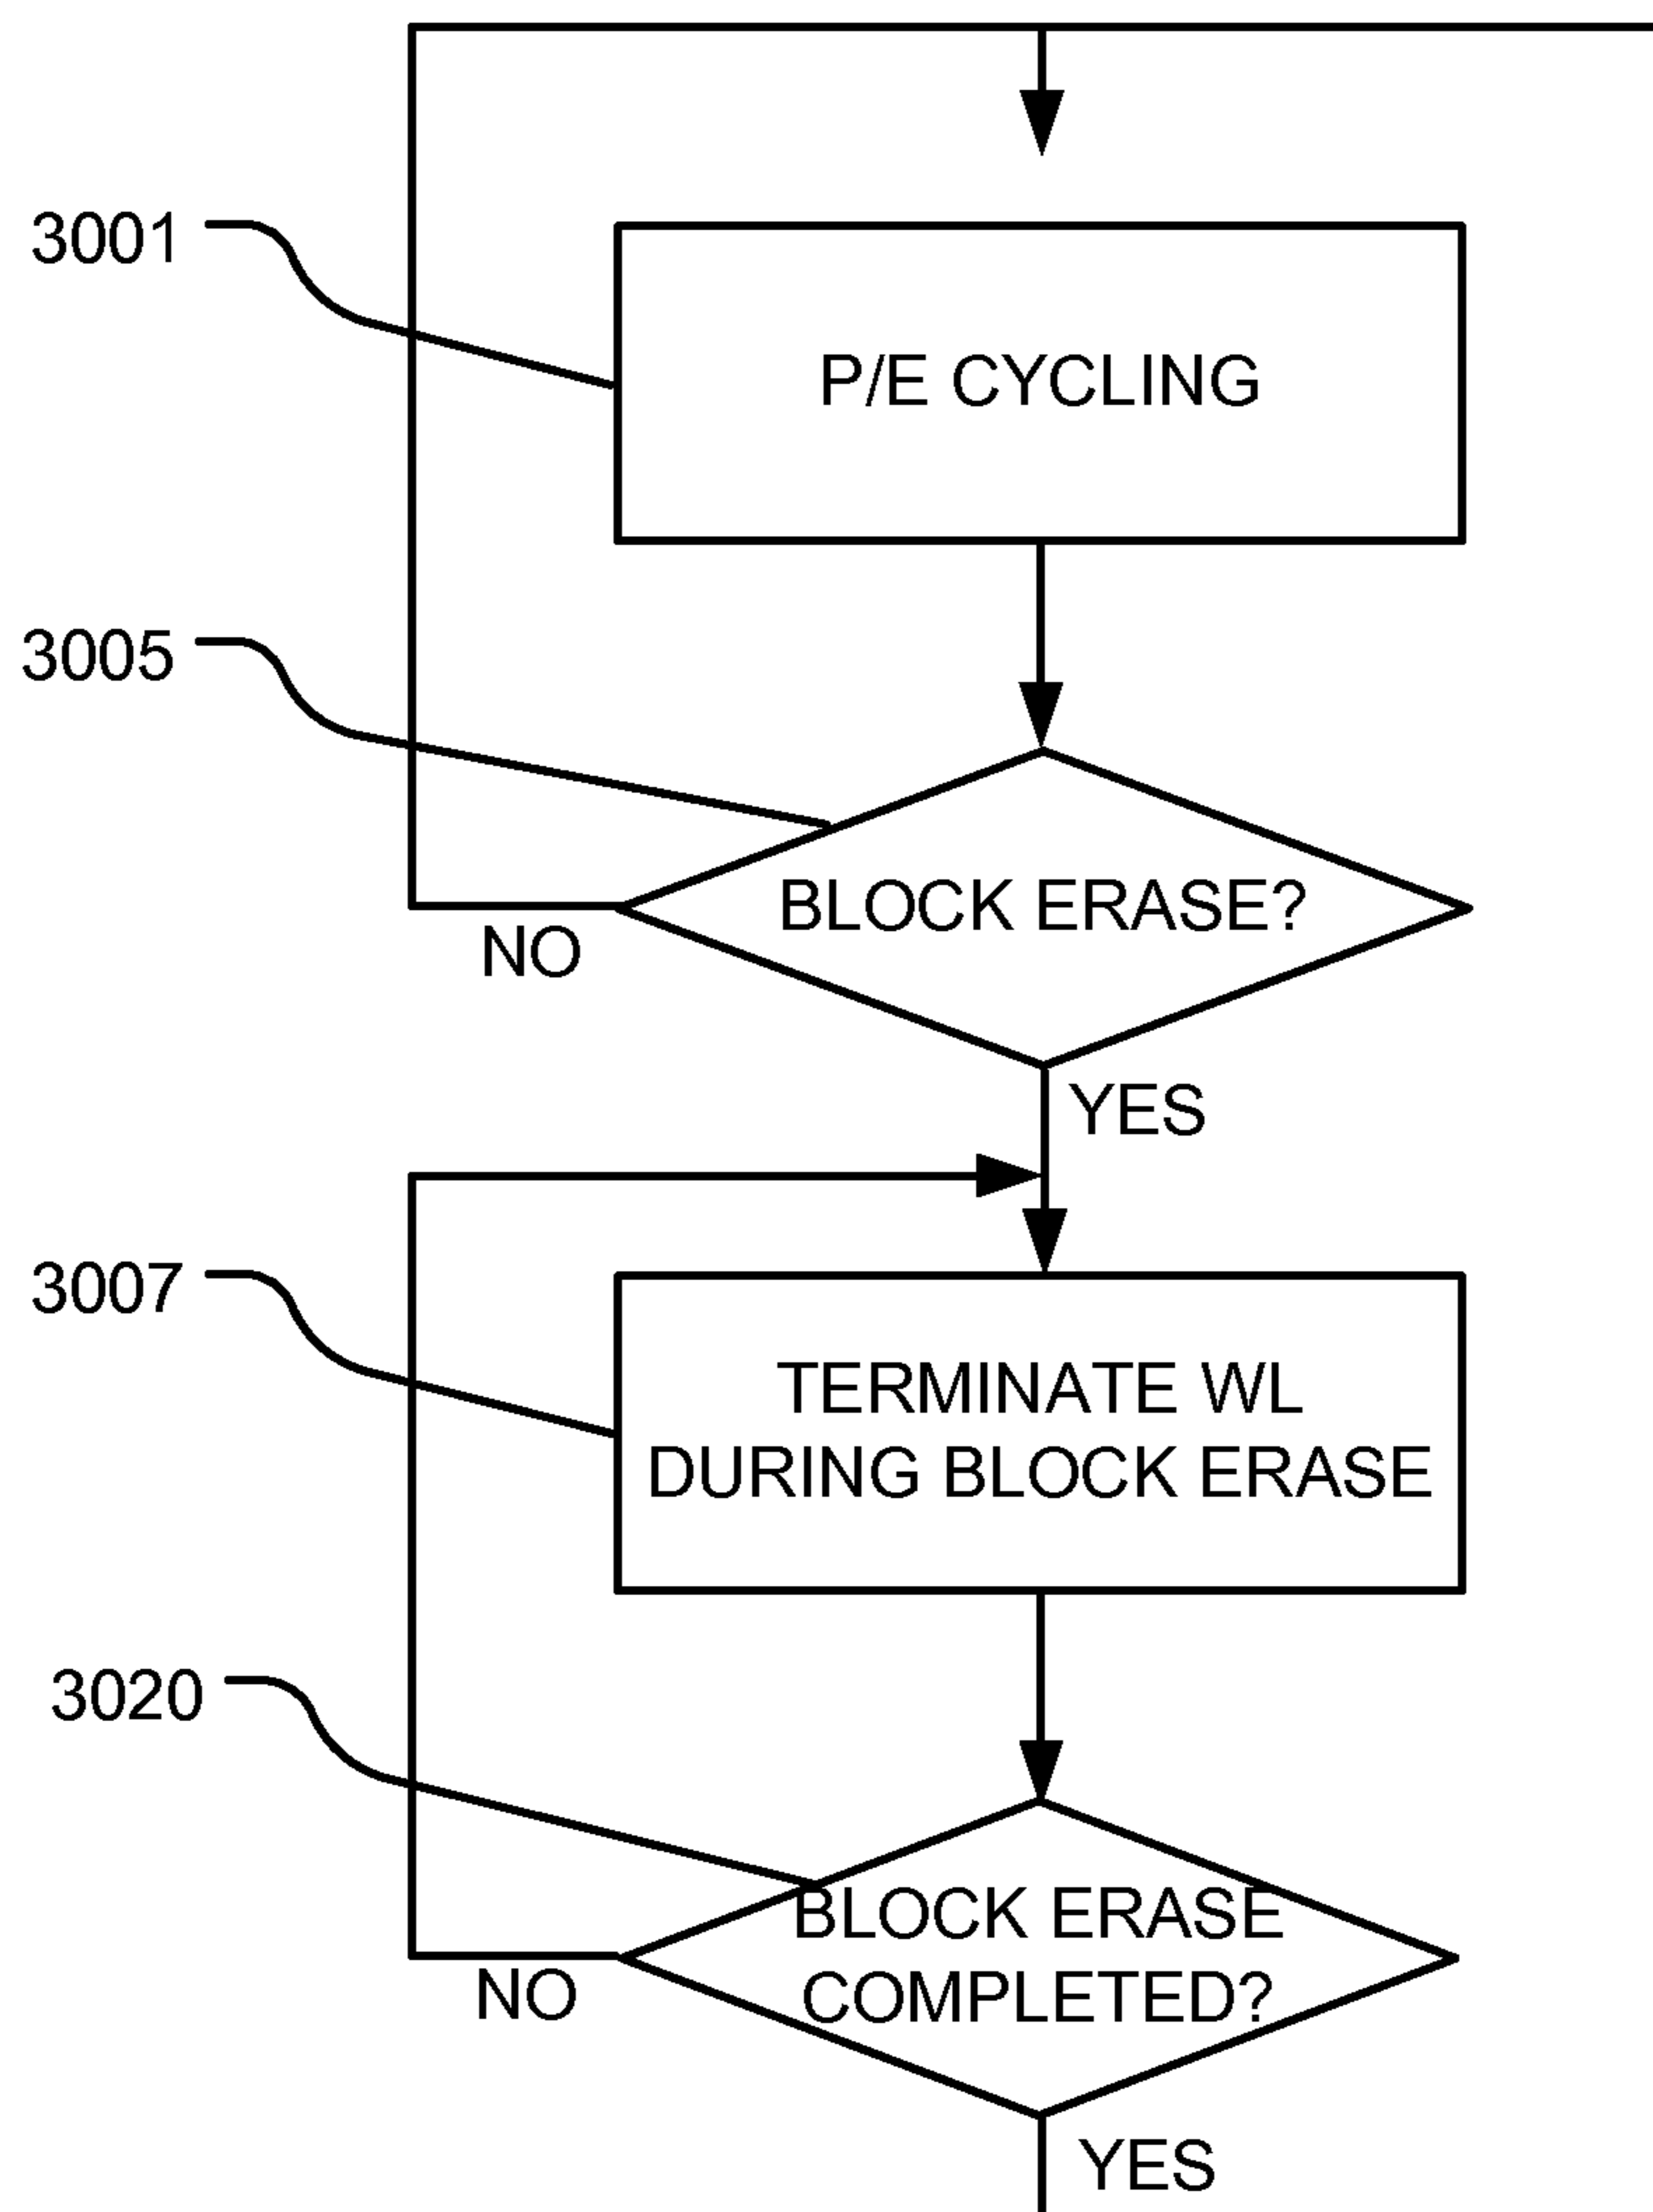 3001
P/E CYCLING
3005
BLOCK ERASE?
NO
YES
3007
TERMINATE WL
DURING BLOCK ERASE
3020
BLOCK ERASE
COMPLETED?
NO
YES